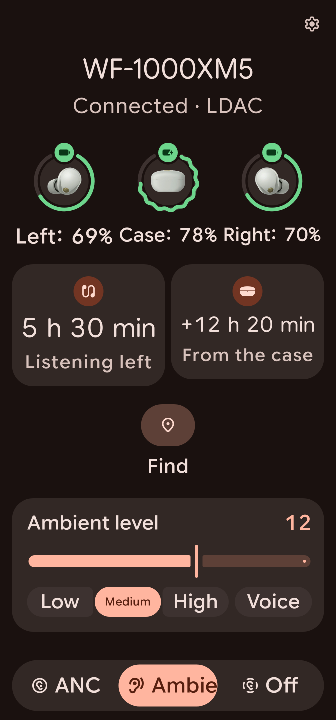 WF-1000XM5
Connected · LDAC
Left: 69% Case: 78% Right: 70%
5 h 30 min
Listening left
+12 h 20 min
From the case
Find
Ambient level 12
Low Medium High Voice
ANC Ambie Off